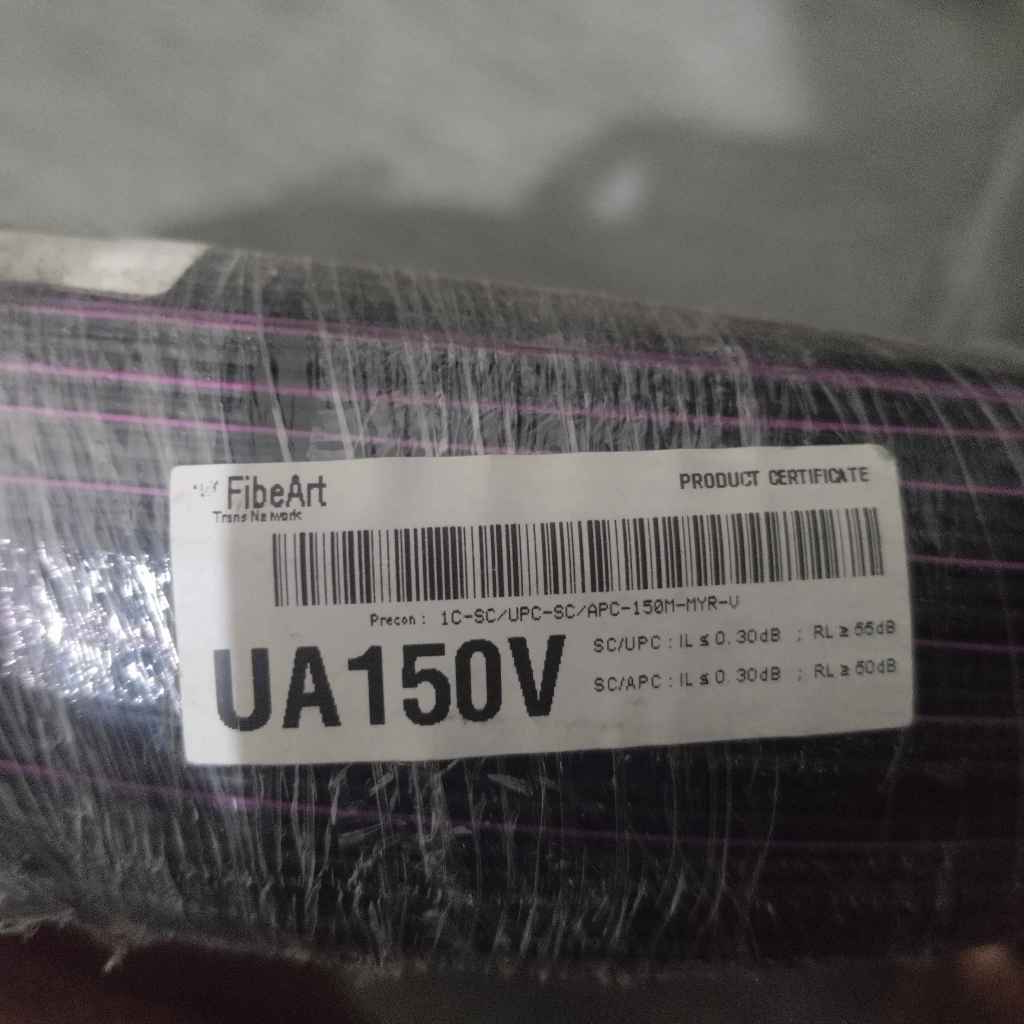 FibeArt
Trans Network
PRODUCT CERTIFICATE
Precon: 1C-SC/UPC-SC/APC-150M-MYR-V
UA150V
SC/UPC : IL ≤ 0.30dB ; RL ≥ 55dB
SC/APC : IL ≤ 0.30dB ; RL ≥ 60dB